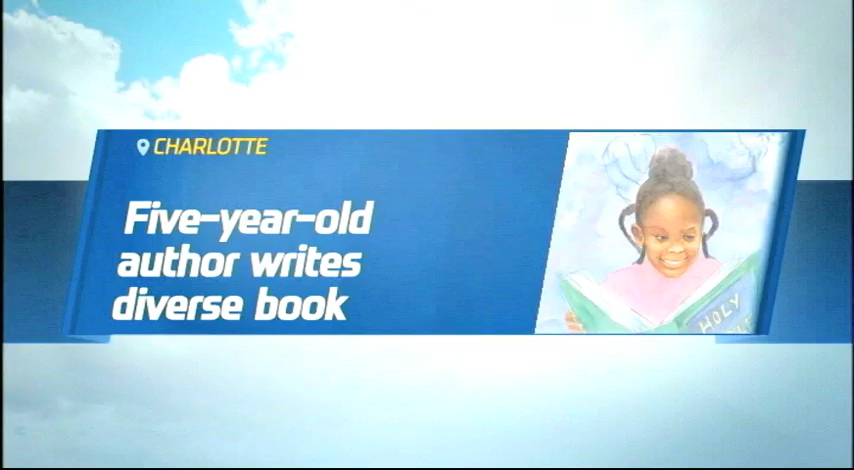 CHARLOTTE
Five-year-old
author writes
diverse book
HOLY